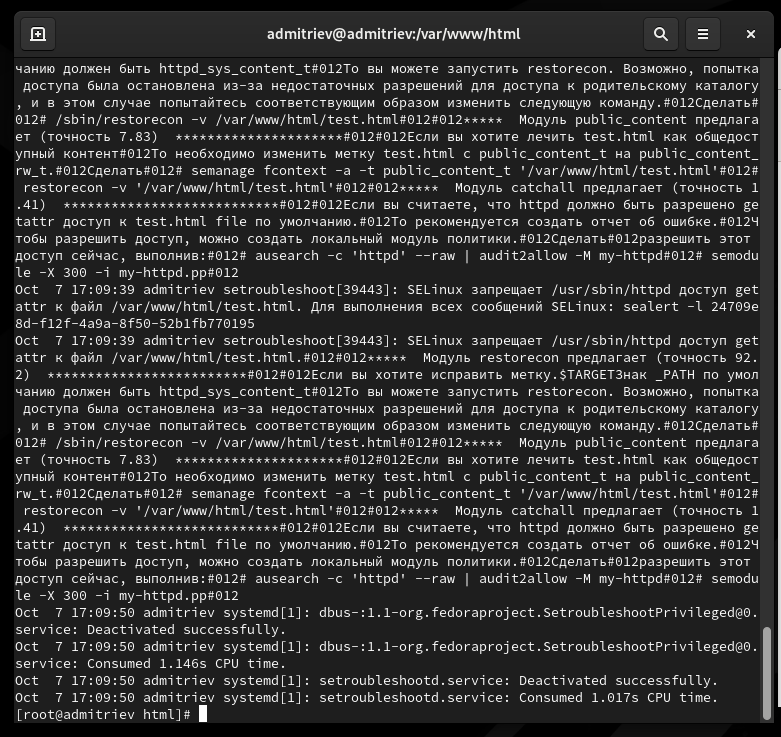 admitriev@admitriev:/var/www/html
чанию должен быть httpd_sys_content_t#012То вы можете запустить restorecon. Возможно, попытка
 доступа была остановлена из-за недостаточных разрешений для доступа к родительскому каталогу
, и в этом случае попытайтесь соответствующим образом изменить следующую команду.#012Сделать#
012# /sbin/restorecon -v /var/www/html/test.html#012#012*****  Модуль public_content предлага
ет (точность 7.83)  *********************#012#012Если вы хотите лечить test.html как общедост
упный контент#012То необходимо изменить метку test.html с public_content_t на public_content_
rw_t.#012Сделать#012# semanage fcontext -a -t public_content_t '/var/www/html/test.html'#012#
 restorecon -v '/var/www/html/test.html'#012#012*****  Модуль catchall предлагает (точность 1
.41)  ***************************#012#012Если вы считаете, что httpd должно быть разрешено ge
tattr доступ к test.html file по умолчанию.#012То рекомендуется создать отчет об ошибке.#012Ч
тобы разрешить доступ, можно создать локальный модуль политики.#012Сделать#012разрешить этот
доступ сейчас, выполнив:#012# ausearch -c 'httpd' --raw | audit2allow -M my-httpd#012# semodu
le -X 300 -i my-httpd.pp#012
Oct  7 17:09:39 admitriev setroubleshoot[39443]: SELinux запрещает /usr/sbin/httpd доступ get
attr к файл /var/www/html/test.html. Для выполнения всех сообщений SELinux: sealert -l 24709e
8d-f12f-4a9a-8f50-52b1fb770195
Oct  7 17:09:39 admitriev setroubleshoot[39443]: SELinux запрещает /usr/sbin/httpd доступ get
attr к файл /var/www/html/test.html.#012#012*****  Модуль restorecon предлагает (точность 92.
2)  *************************#012#012Если вы хотите исправить метку.$TARGETЗнак _PATH по умол
чанию должен быть httpd_sys_content_t#012То вы можете запустить restorecon. Возможно, попытка
 доступа была остановлена из-за недостаточных разрешений для доступа к родительскому каталогу
, и в этом случае попытайтесь соответствующим образом изменить следующую команду.#012Сделать#
012# /sbin/restorecon -v /var/www/html/test.html#012#012*****  Модуль public_content предлага
ет (точность 7.83)  *********************#012#012Если вы хотите лечить test.html как общедост
упный контент#012То необходимо изменить метку test.html с public_content_t на public_content_
rw_t.#012Сделать#012# semanage fcontext -a -t public_content_t '/var/www/html/test.html'#012#
 restorecon -v '/var/www/html/test.html'#012#012*****  Модуль catchall предлагает (точность 1
.41)  ***************************#012#012Если вы считаете, что httpd должно быть разрешено ge
tattr доступ к test.html file по умолчанию.#012То рекомендуется создать отчет об ошибке.#012Ч
тобы разрешить доступ, можно создать локальный модуль политики.#012Сделать#012разрешить этот
доступ сейчас, выполнив:#012# ausearch -c 'httpd' --raw | audit2allow -M my-httpd#012# semodu
le -X 300 -i my-httpd.pp#012
Oct  7 17:09:50 admitriev systemd[1]: dbus-:1.1-org.fedoraproject.SetroubleshootPrivileged@0.
service: Deactivated successfully.
Oct  7 17:09:50 admitriev systemd[1]: dbus-:1.1-org.fedoraproject.SetroubleshootPrivileged@0.
service: Consumed 1.146s CPU time.
Oct  7 17:09:50 admitriev systemd[1]: setroubleshootd.service: Deactivated successfully.
Oct  7 17:09:50 admitriev systemd[1]: setroubleshootd.service: Consumed 1.017s CPU time.
[root@admitriev html]#